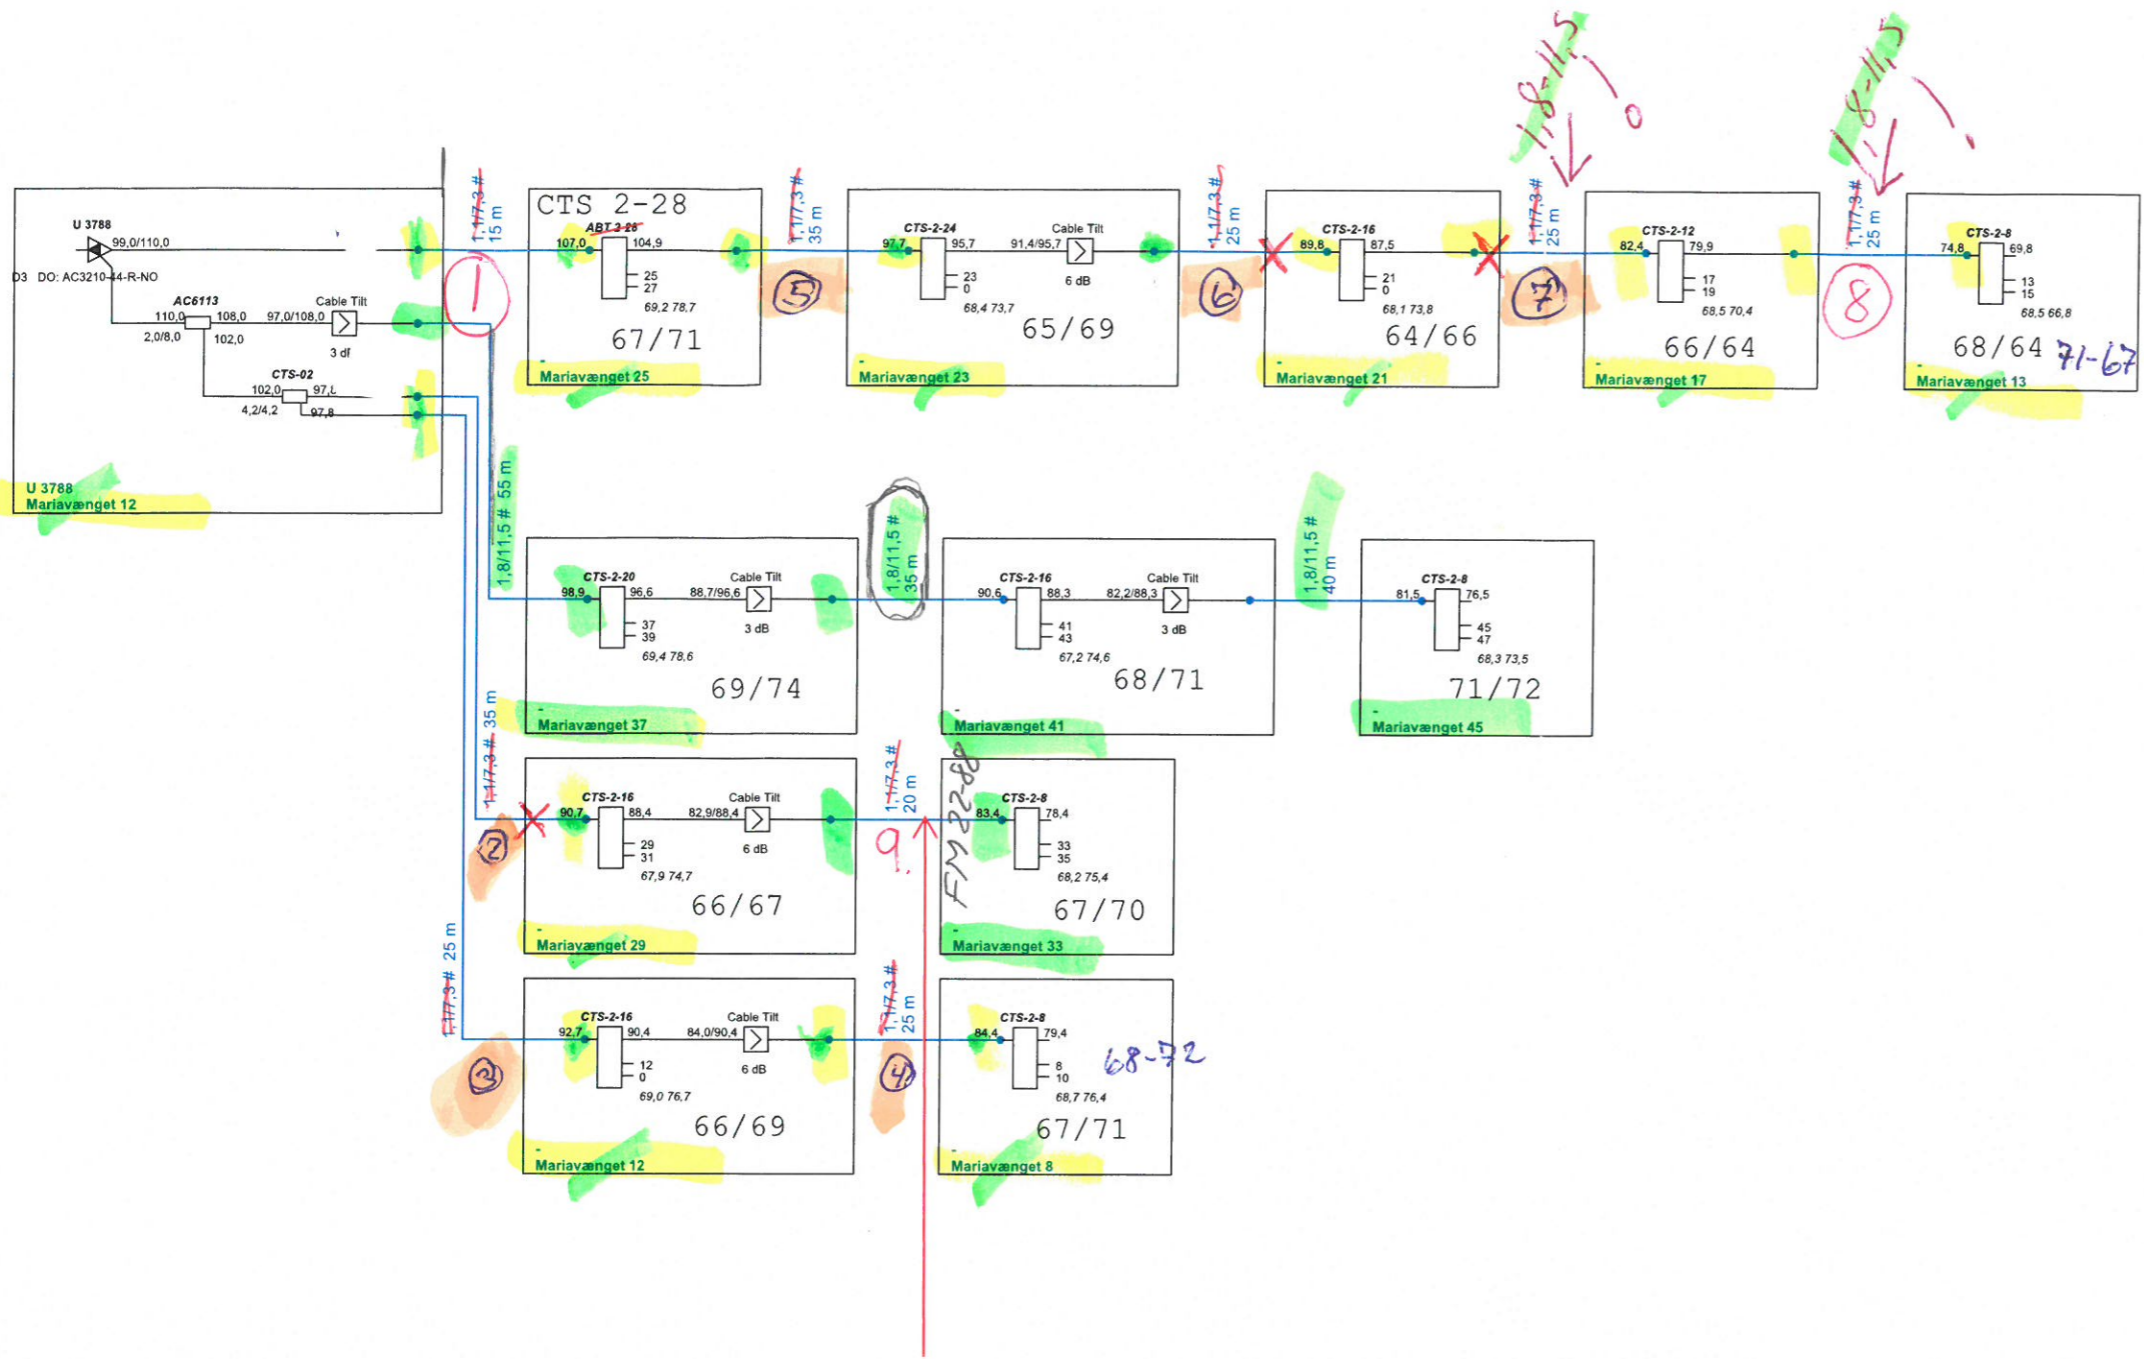 1,8-11,5
1,8-11,5
U 3788
99,0/110,0
D3 DO: AC3210-44-R-NO
AC6113
110,0
108,0
2,0/8,0
102,0
97,0/108,0
Cable Tilt
CTS-02
102,0
4,2/4,2
97,8
U 3788
Mariavænget 12
1,1/7,3 #
15 m
1
CTS 2-28
ABT 2-28
107,0
104,9
25
27
69,2 78,7
67/71
-
Mariavænget 25
1,1/7,3 #
35 m
5
CTS-2-24
97,7
95,7
91,4/95,7
Cable Tilt
6 dB
23
0
68,4 73,7
65/69
-
Mariavænget 23
1,1/7,3 #
25 m
6
CTS-2-16
89,8
87,5
21
0
68,1 73,8
64/66
-
Mariavænget 21
1,1/7,3 #
25 m
7
CTS-2-12
82,4
79,9
17
19
68,5 70,4
66/64
-
Mariavænget 17
1,1/7,3 #
25 m
8
CTS-2-8
74,8
69,8
13
15
68,5 66,8
68/64
71-67
-
Mariavænget 13
1,8/11,5 # 55 m
CTS-2-20
98,9
96,6
88,7/96,6
Cable Tilt
3 dB
37
39
69,4 78,6
69/74
-
Mariavænget 37
1,8/11,5 #
35 m
CTS-2-16
90,6
88,3
82,2/88,3
Cable Tilt
3 dB
41
43
67,2 74,6
68/71
-
Mariavænget 41
1,8/11,5 #
40 m
CTS-2-8
81,5
76,5
45
47
68,3 73,5
71/72
-
Mariavænget 45
1,1/7,3 # 35 m
2
CTS-2-16
90,7
88,4
82,9/88,4
Cable Tilt
6 dB
29
31
67,9 74,7
66/67
-
Mariavænget 29
1,1/7,3 #
20 m
9.
FM 22-88
CTS-2-8
83,4
78,4
33
35
68,2 75,4
67/70
-
Mariavænget 33
1,1/7,3 # 25 m
3
CTS-2-16
92,7
90,4
84,0/90,4
Cable Tilt
6 dB
12
0
69,0 76,7
66/69
-
Mariavænget 12
1,1/7,3 #
25 m
4
CTS-2-8
84,4
79,4
8
10
68,7 76,4
68-72
67/71
-
Mariavænget 8